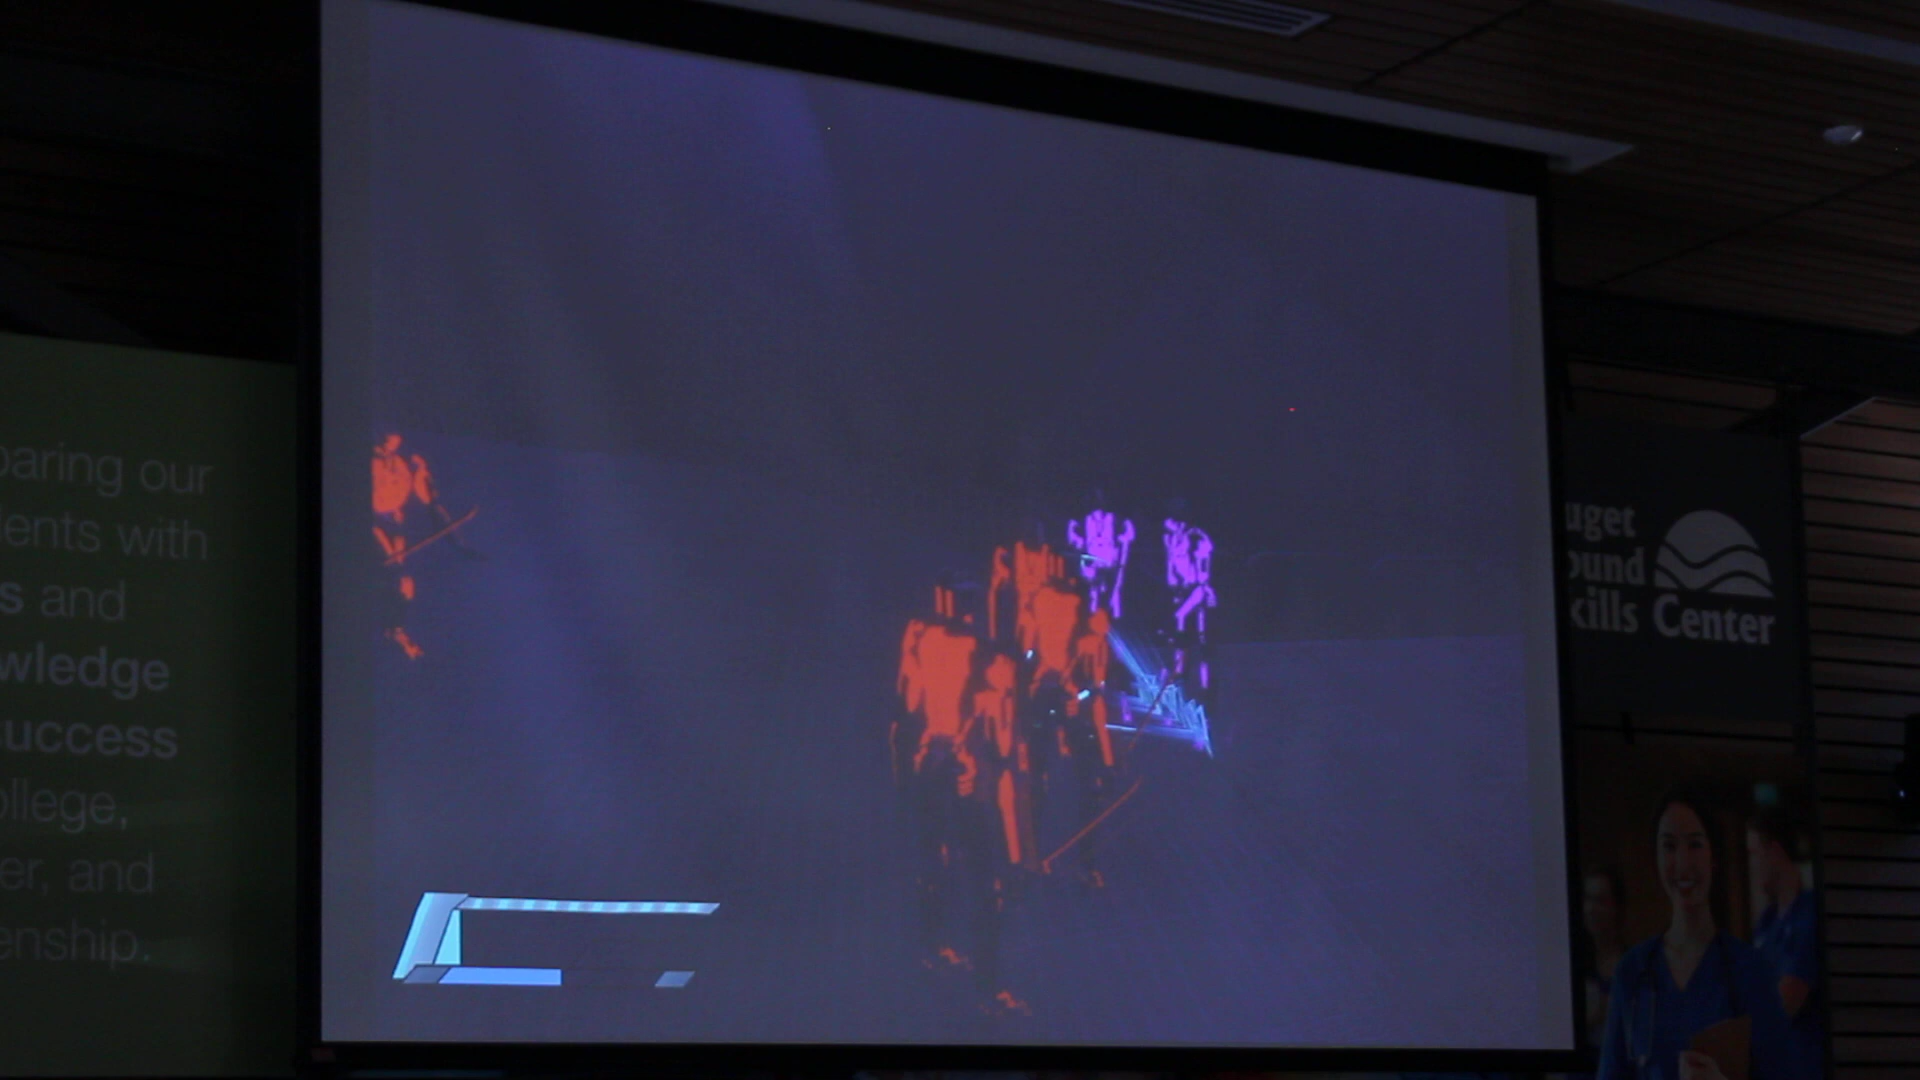 paring our
dents with
s and
wledge
success
ollege,
er, and
enship.
uget
ound
kills Center